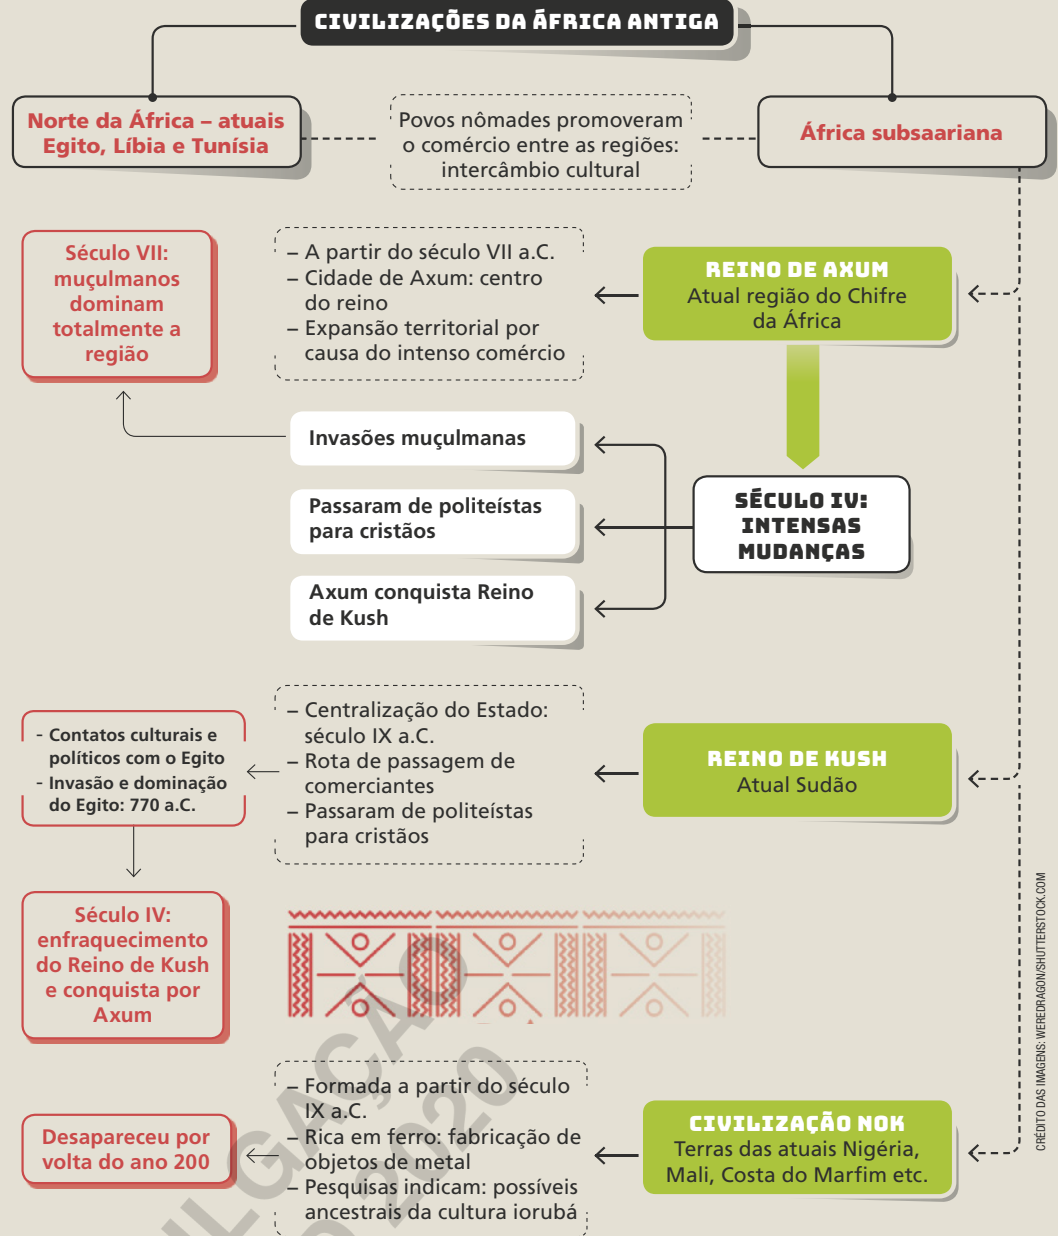 CIVILIZAÇÕES DA ÁFRICA ANTIGA
Norte da África – atuais
Egito, Líbia e Tunísia
Povos nômades promoveram
o comércio entre as regiões:
intercâmbio cultural
África subsaariana
Século VII:
muçulmanos
dominam
totalmente a
região
– A partir do século VII a.C.
– Cidade de Axum: centro
do reino
– Expansão territorial por
causa do intenso comércio
REINO DE AXUM
Atual região do Chifre
da África
Invasões muçulmanas
Passaram de politeístas
para cristãos
Axum conquista Reino
de Kush
SÉCULO IV:
INTENSAS
MUDANÇAS
- Contatos culturais e
políticos com o Egito
- Invasão e dominação
do Egito: 770 a.C.
– Centralização do Estado:
século IX a.C.
– Rota de passagem de
comerciantes
– Passaram de politeístas
para cristãos
REINO DE KUSH
Atual Sudão
Século IV:
enfraquecimento
do Reino de Kush
e conquista por
Axum
Desapareceu por
volta do ano 200
– Formada a partir do século
IX a.C.
– Rica em ferro: fabricação de
objetos de metal
– Pesquisas indicam: possíveis
ancestrais da cultura iorubá
CIVILIZAÇÃO NOK
Terras das atuais Nigéria,
Mali, Costa do Marfim etc.
CRÉDITO DAS IMAGENS: WEREDRAGON/SHUTTERSTOCK.COM
2020